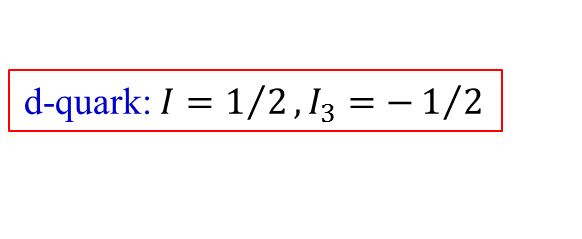 d-quark: I = 1/2, I₃ = − 1/2